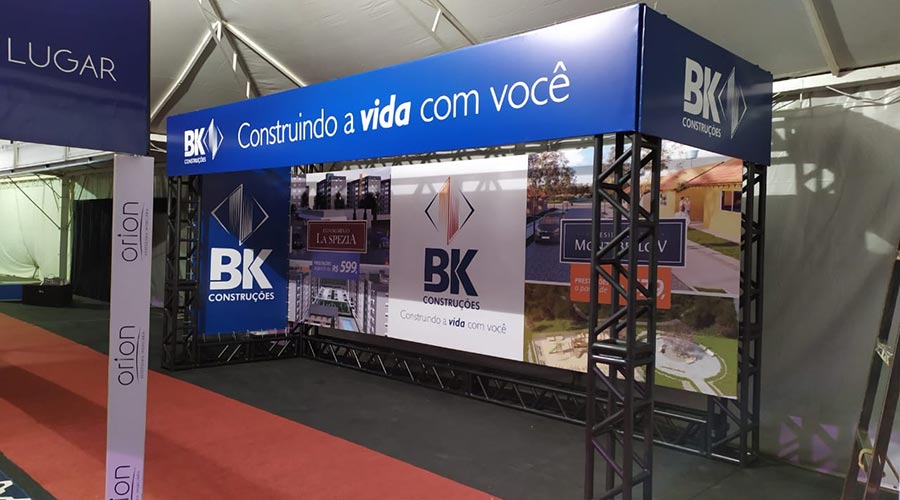 LUGAR
BK
CONSTRUÇÕES
Construindo a vida com você
BK
CONSTRUÇÕES
BK
CONSTRUÇÕES
LA SPEZIA
R$ 599,
BK
CONSTRUÇÕES
Construindo a vida com você
orion
orion
orion